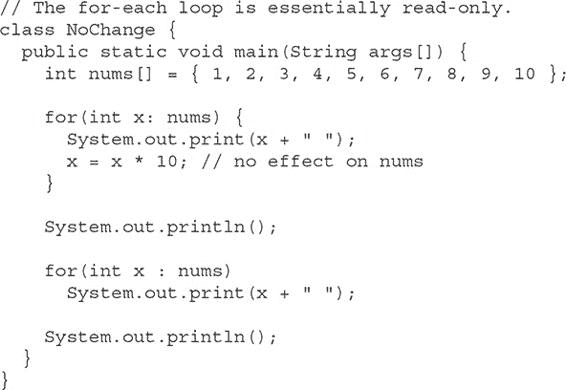 // The for-each loop is essentially read-only.
class NoChange {
  public static void main(String args[]) {
    int nums[] = { 1, 2, 3, 4, 5, 6, 7, 8, 9, 10 };

    for(int x: nums) {
      System.out.print(x + " ");
      x = x * 10; // no effect on nums
    }

    System.out.println();

    for(int x : nums)
      System.out.print(x + " ");

    System.out.println();
  }
}